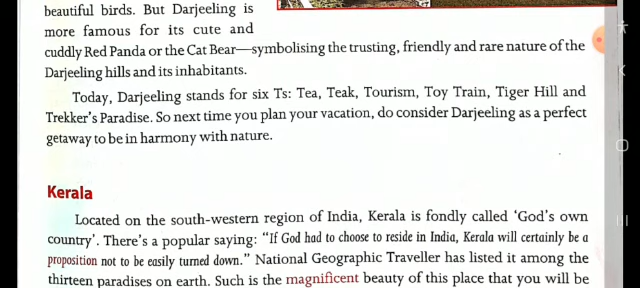 beautiful birds. But Darjeeling is
more famous for its cute and
cuddly Red Panda or the Cat Bear—symbolising the trusting, friendly and rare nature of the
Darjeeling hills and its inhabitants.
Today, Darjeeling stands for six Ts: Tea, Teak, Tourism, Toy Train, Tiger Hill and
Trekker's Paradise. So next time you plan your vacation, do consider Darjeeling as a perfect
getaway to be in harmony with nature.
Kerala
Located on the south-western region of India, Kerala is fondly called 'God's own
country'. There's a popular saying: "If God had to choose to reside in India, Kerala will certainly be a
proposition not to be easily turned down." National Geographic Traveller has listed it among the
thirteen paradises on earth. Such is the magnificent beauty of this place that you will be